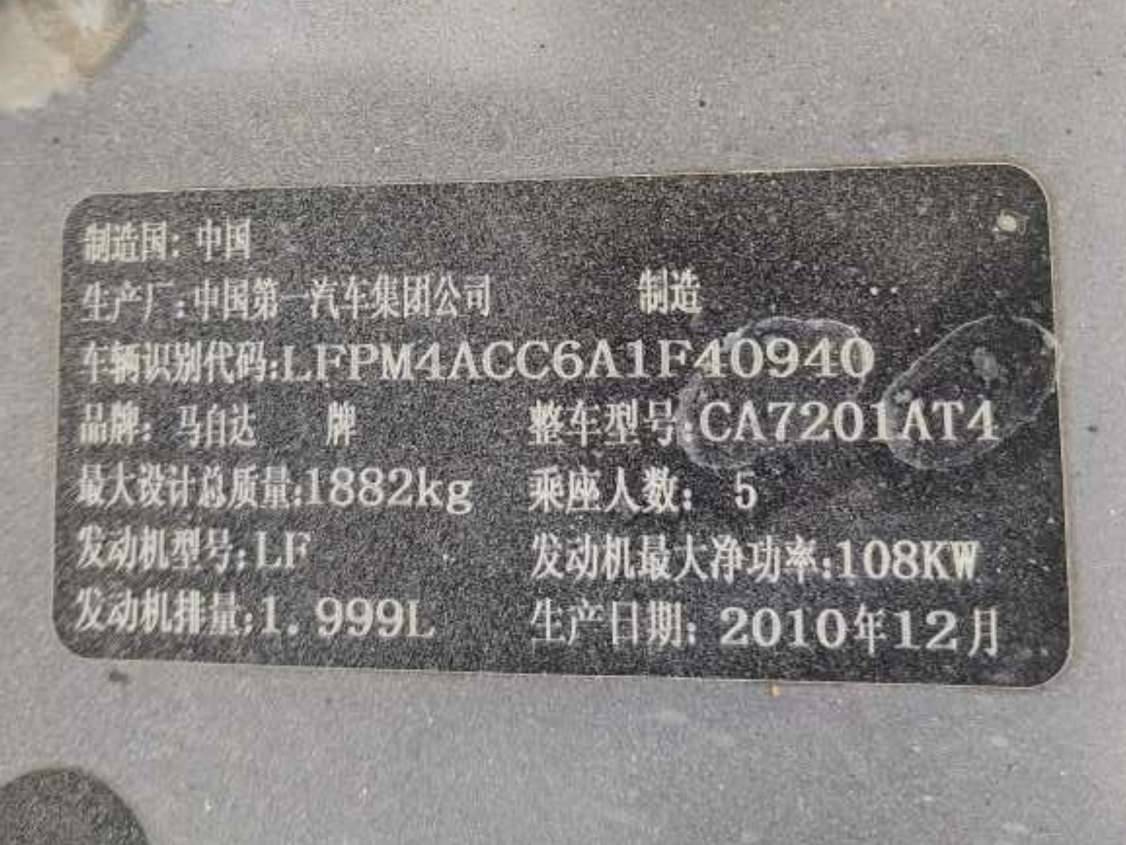 制造国：中国
生产厂：中国第一汽车集团公司 制造
车辆识别代码：LFPM4ACC6A1F40940
品牌：马自达 牌 整车型号：CA7201AT4
最大设计总质量：1882kg 乘座人数： 5
发动机型号：LF 发动机最大净功率：108KW
发动机排量：1. 999L 生产日期：2010年12月